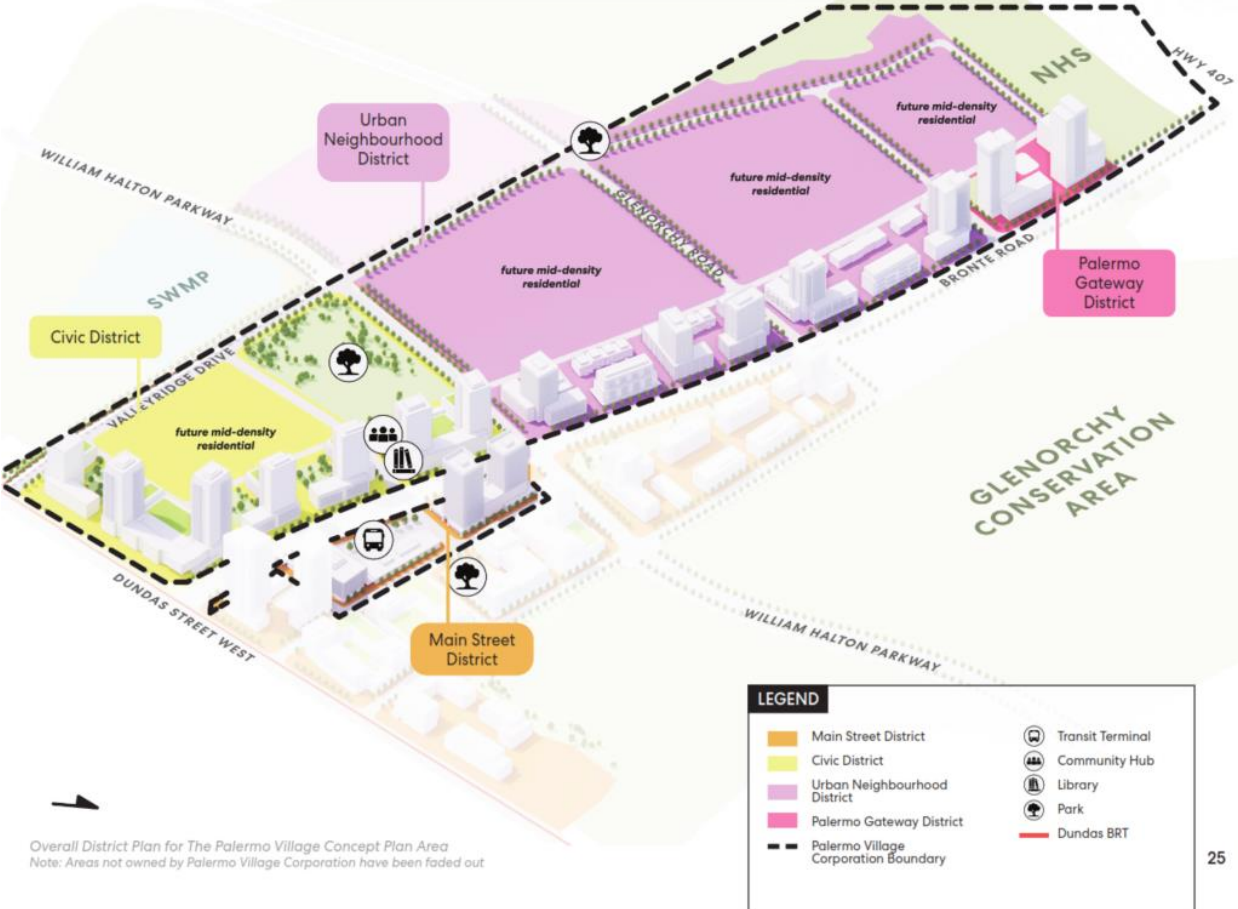 HWY 407
NHS
future mid-density
residential
Urban
Neighbourhood
District
future mid-density
residential
WILLIAM HALTON PARKWAY
GLENORCHY ROAD
BRONTE ROAD
Palermo
Gateway
District
future mid-density
residential
SWMP
Civic District
VALLEYRIDGE DRIVE
future mid-density
residential
GLENORCHY
CONSERVATION
AREA
DUNDAS STREET WEST
Main Street
District
WILLIAM HALTON PARKWAY
LEGEND
Main Street District
Civic District
Urban Neighbourhood
District
Palermo Gateway District
Palermo Village
Corporation Boundary
Transit Terminal
Community Hub
Library
Park
Dundas BRT
Overall District Plan for The Palermo Village Concept Plan Area
Note: Areas not owned by Palermo Village Corporation have been faded out
25